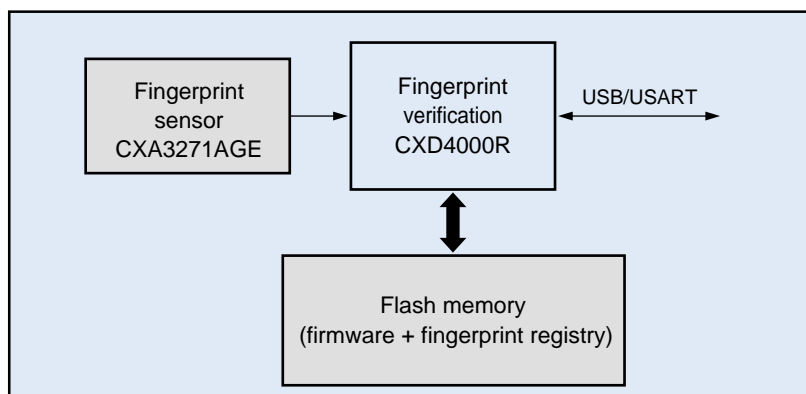 Fingerprint
sensor
CXA3271AGE
Fingerprint
verification
CXD4000R
USB/USART
Flash memory
(firmware + fingerprint registry)